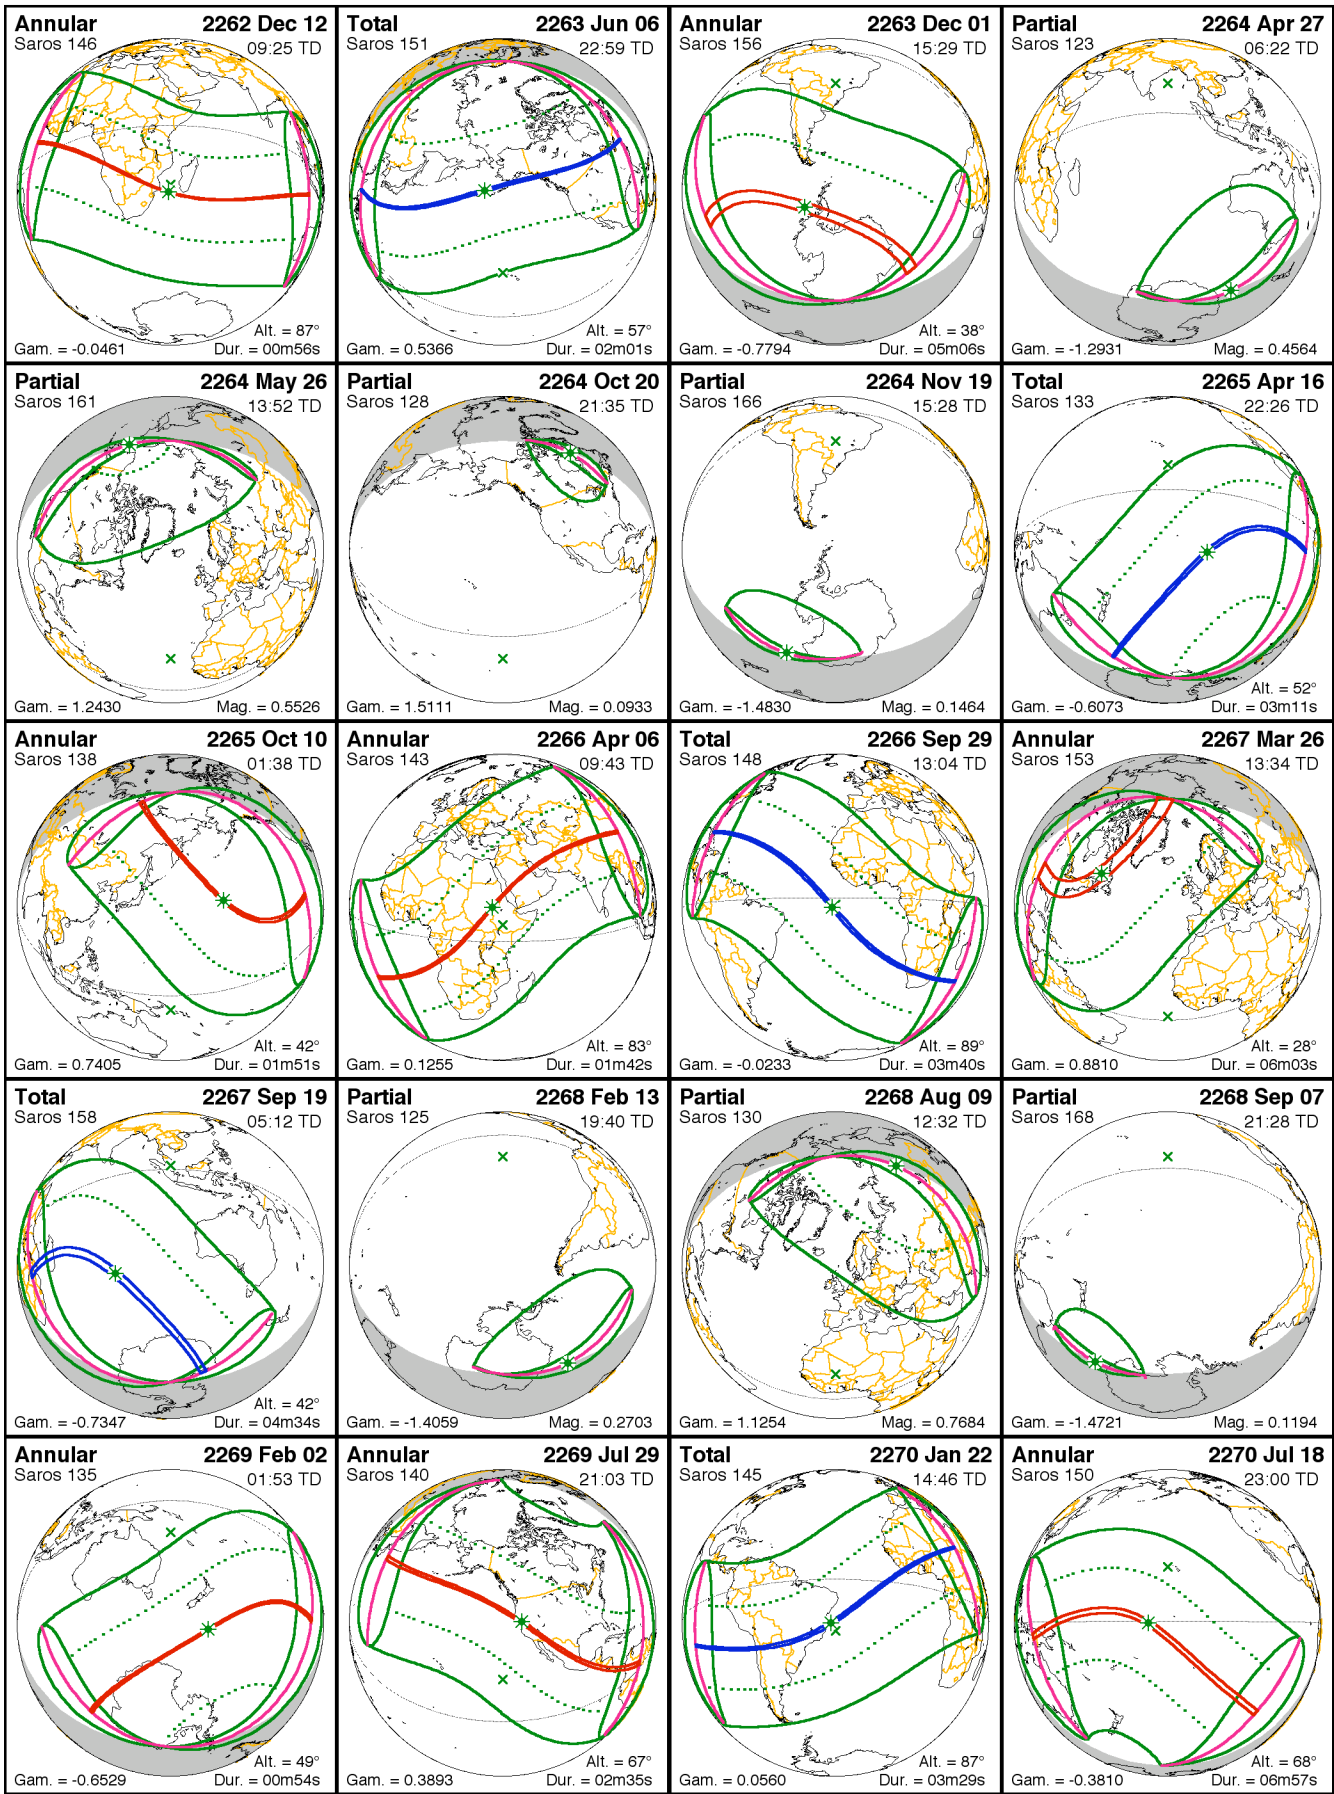 Annular 2262 Dec 12
Saros 146 09:25 TD
Alt. = 87°
Gam. = -0.0461 Dur. = 00m56s
Total 2263 Jun 06
Saros 151 22:59 TD
Alt. = 57°
Gam. = 0.5366 Dur. = 02m01s
Annular 2263 Dec 01
Saros 156 15:29 TD
Alt. = 38°
Gam. = -0.7794 Dur. = 05m06s
Partial 2264 Apr 27
Saros 123 06:22 TD
Gam. = -1.2931 Mag. = 0.4564
Partial 2264 May 26
Saros 161 13:52 TD
Gam. = 1.2430 Mag. = 0.5526
Partial 2264 Oct 20
Saros 128 21:35 TD
Gam. = 1.5111 Mag. = 0.0933
Partial 2264 Nov 19
Saros 166 15:28 TD
Gam. = -1.4830 Mag. = 0.1464
Total 2265 Apr 16
Saros 133 22:26 TD
Alt. = 52°
Gam. = -0.6073 Dur. = 03m11s
Annular 2265 Oct 10
Saros 138 01:38 TD
Alt. = 42°
Gam. = 0.7405 Dur. = 01m51s
Annular 2266 Apr 06
Saros 143 09:43 TD
Alt. = 83°
Gam. = 0.1255 Dur. = 01m42s
Total 2266 Sep 29
Saros 148 13:04 TD
Alt. = 89°
Gam. = -0.0233 Dur. = 03m40s
Annular 2267 Mar 26
Saros 153 13:34 TD
Alt. = 28°
Gam. = 0.8810 Dur. = 06m03s
Total 2267 Sep 19
Saros 158 05:12 TD
Alt. = 42°
Gam. = -0.7347 Dur. = 04m34s
Partial 2268 Feb 13
Saros 125 19:40 TD
Gam. = -1.4059 Mag. = 0.2703
Partial 2268 Aug 09
Saros 130 12:32 TD
Gam. = 1.1254 Mag. = 0.7684
Partial 2268 Sep 07
Saros 168 21:28 TD
Gam. = -1.4721 Mag. = 0.1194
Annular 2269 Feb 02
Saros 135 01:53 TD
Alt. = 49°
Gam. = -0.6529 Dur. = 00m54s
Annular 2269 Jul 29
Saros 140 21:03 TD
Alt. = 67°
Gam. = 0.3893 Dur. = 02m35s
Total 2270 Jan 22
Saros 145 14:46 TD
Alt. = 87°
Gam. = 0.0560 Dur. = 03m29s
Annular 2270 Jul 18
Saros 150 23:00 TD
Alt. = 68°
Gam. = -0.3810 Dur. = 06m57s